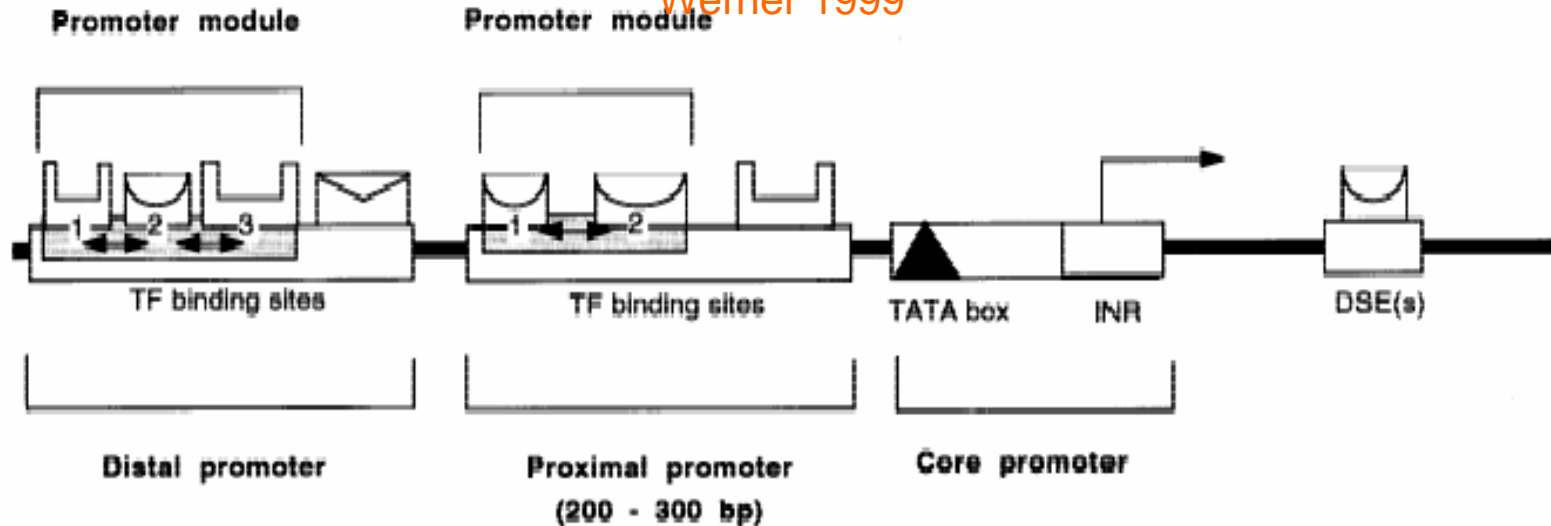 Werner 1999
Promoter module
Promoter module
1 2 3
1 2
TF binding sites
TF binding sites
TATA box
INR
DSE(s)
Distal promoter
Proximal promoter
(200 - 300 bp)
Core promoter